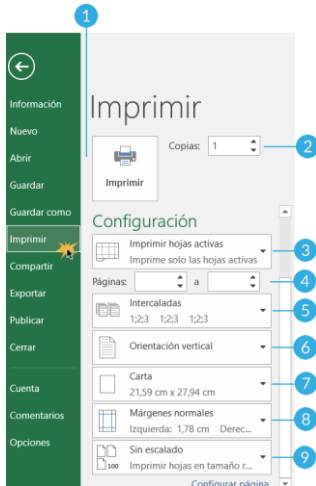 1
Información
Nuevo
Abrir
Guardar
Guardar como
Imprimir
Compartir
Exportar
Publicar
Cerrar
Cuenta
Comentarios
Opciones
Imprimir
Imprimir
Copias: 1
2
Configuración
Imprimir hojas activas
Imprime solo las hojas activas
3
Páginas: a
4
Intercaladas
1;2;3 1;2;3 1;2;3
5
Orientación vertical
6
Carta
21,59 cm x 27,94 cm
7
Márgenes normales
Izquierda: 1,78 cm Derec...
8
Sin escalado
100 Imprimir hojas en tamaño r...
9
Configurar página